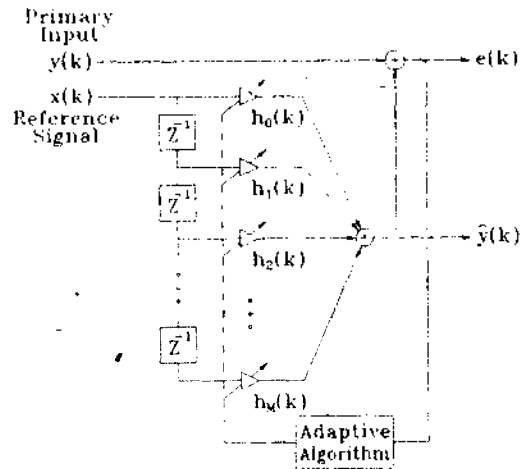 Primary
Input
y(k)
e(k)
x(k)
Reference
Signal
h₀(k)
Z⁻¹
h₁(k)
Z⁻¹
h₂(k)
ŷ(k)
Z⁻¹
h_M(k)
Adaptive
Algorithm